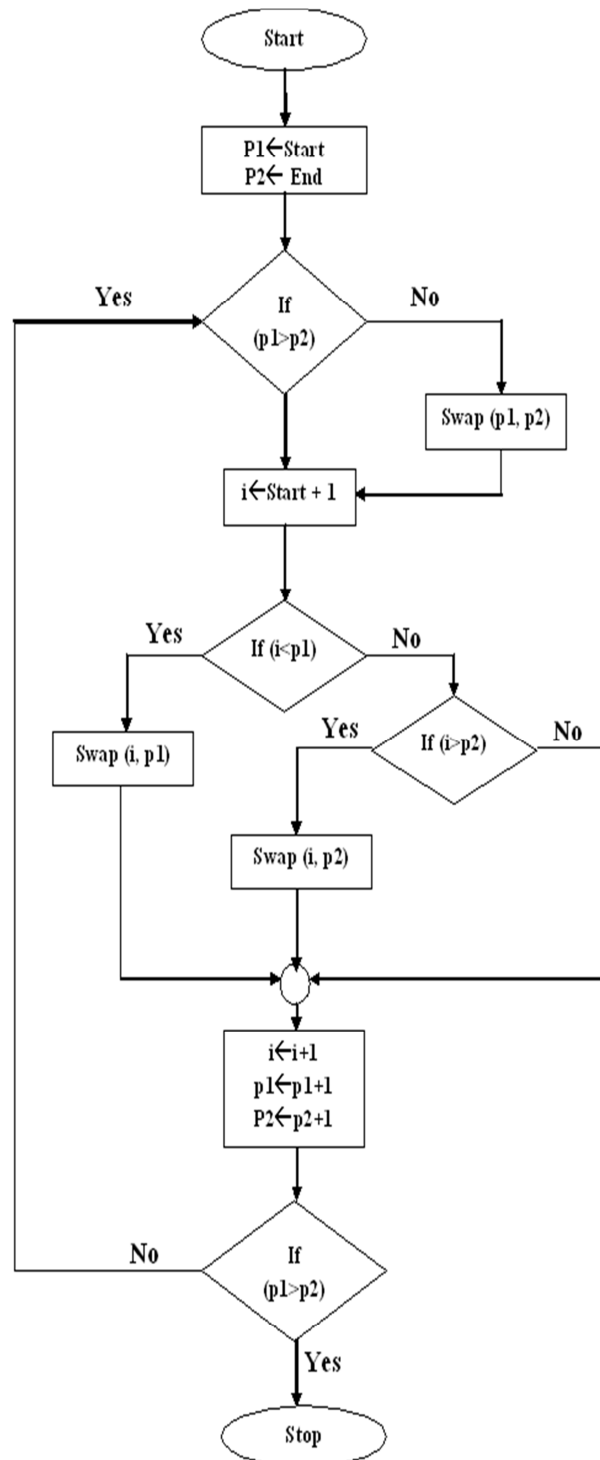 Start
P1←Start
P2← End
Yes
If
(p1>p2)
No
Swap (p1, p2)
i←Start + 1
Yes
If (i<p1)
No
Swap (i, p1)
Yes
If (i>p2)
No
Swap (i, p2)
i←i+1
p1←p1+1
P2←p2+1
No
If
(p1>p2)
Yes
Stop